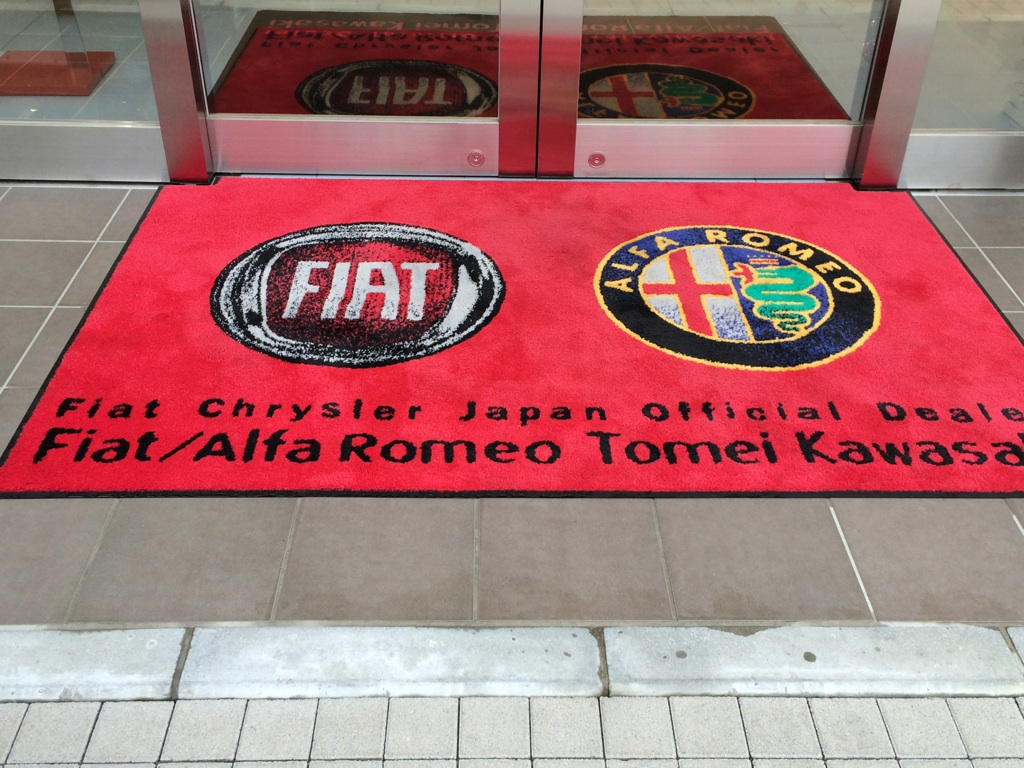 FIAT
ALFA ROMEO
Fiat Chrysler Japan Official Deale
Fiat/Alfa Romeo Tomei Kawasa